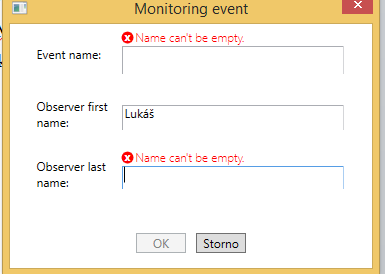 Monitoring event
Name can't be empty.
Event name:
Observer first
name:
Lukáš
Name can't be empty.
Observer last
name:
OK
Storno